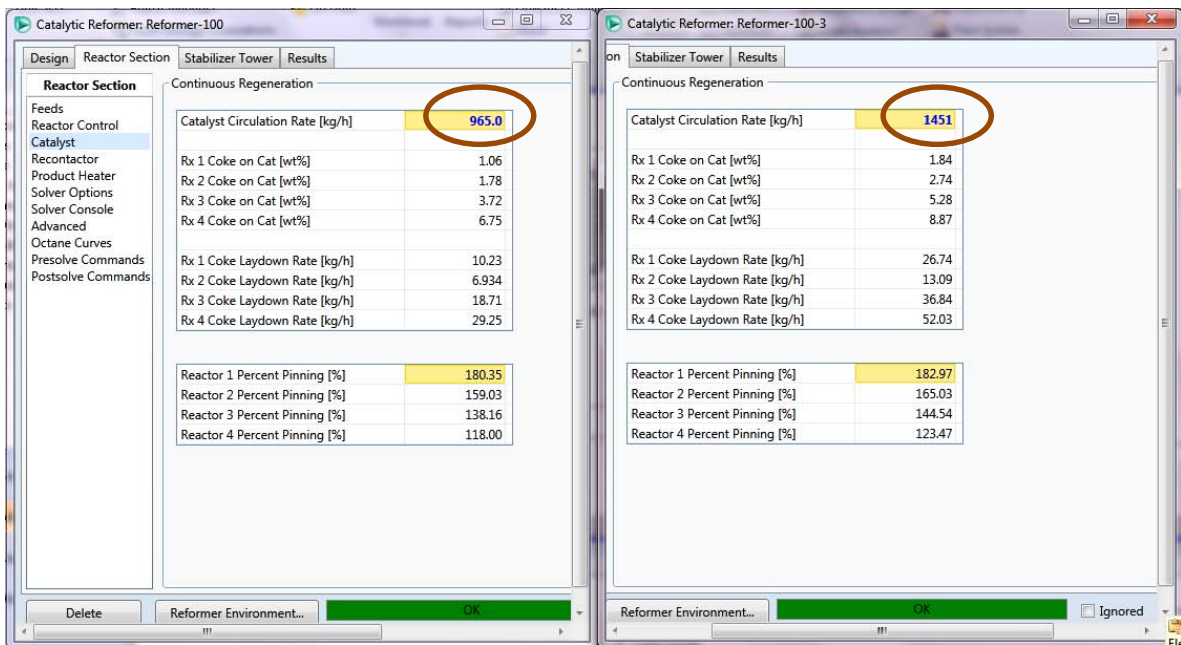 Catalytic Reformer: Reformer-100
Design Reactor Section Stabilizer Tower Results
Reactor Section
Feeds
Reactor Control
Catalyst
Recontactor
Product Heater
Solver Options
Solver Console
Advanced
Octane Curves
Presolve Commands
Postsolve Commands
Continuous Regeneration
Catalyst Circulation Rate [kg/h] 965.0
Rx 1 Coke on Cat [wt%] 1.06
Rx 2 Coke on Cat [wt%] 1.78
Rx 3 Coke on Cat [wt%] 3.72
Rx 4 Coke on Cat [wt%] 6.75
Rx 1 Coke Laydown Rate [kg/h] 10.23
Rx 2 Coke Laydown Rate [kg/h] 6.934
Rx 3 Coke Laydown Rate [kg/h] 18.71
Rx 4 Coke Laydown Rate [kg/h] 29.25
Reactor 1 Percent Pinning [%] 180.35
Reactor 2 Percent Pinning [%] 159.03
Reactor 3 Percent Pinning [%] 138.16
Reactor 4 Percent Pinning [%] 118.00
Delete Reformer Environment... OK
Catalytic Reformer: Reformer-100-3
on Stabilizer Tower Results
Continuous Regeneration
Catalyst Circulation Rate [kg/h] 1451
Rx 1 Coke on Cat [wt%] 1.84
Rx 2 Coke on Cat [wt%] 2.74
Rx 3 Coke on Cat [wt%] 5.28
Rx 4 Coke on Cat [wt%] 8.87
Rx 1 Coke Laydown Rate [kg/h] 26.74
Rx 2 Coke Laydown Rate [kg/h] 13.09
Rx 3 Coke Laydown Rate [kg/h] 36.84
Rx 4 Coke Laydown Rate [kg/h] 52.03
Reactor 1 Percent Pinning [%] 182.97
Reactor 2 Percent Pinning [%] 165.03
Reactor 3 Percent Pinning [%] 144.54
Reactor 4 Percent Pinning [%] 123.47
Reformer Environment... OK Ignored